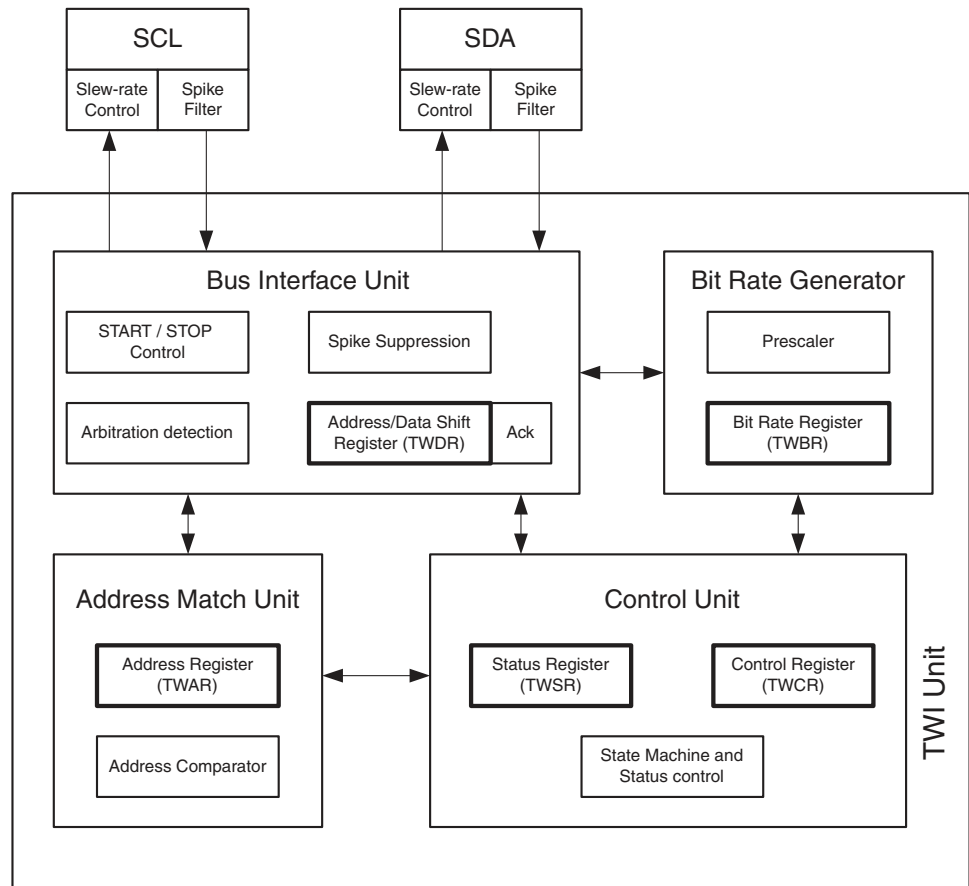 SCL
Slew-rate
Control
Spike
Filter
SDA
Slew-rate
Control
Spike
Filter
Bus Interface Unit
START / STOP
Control
Spike Suppression
Arbitration detection
Address/Data Shift
Register (TWDR)
Ack
Bit Rate Generator
Prescaler
Bit Rate Register
(TWBR)
Address Match Unit
Address Register
(TWAR)
Address Comparator
Control Unit
Status Register
(TWSR)
Control Register
(TWCR)
State Machine and
Status control
TWI Unit